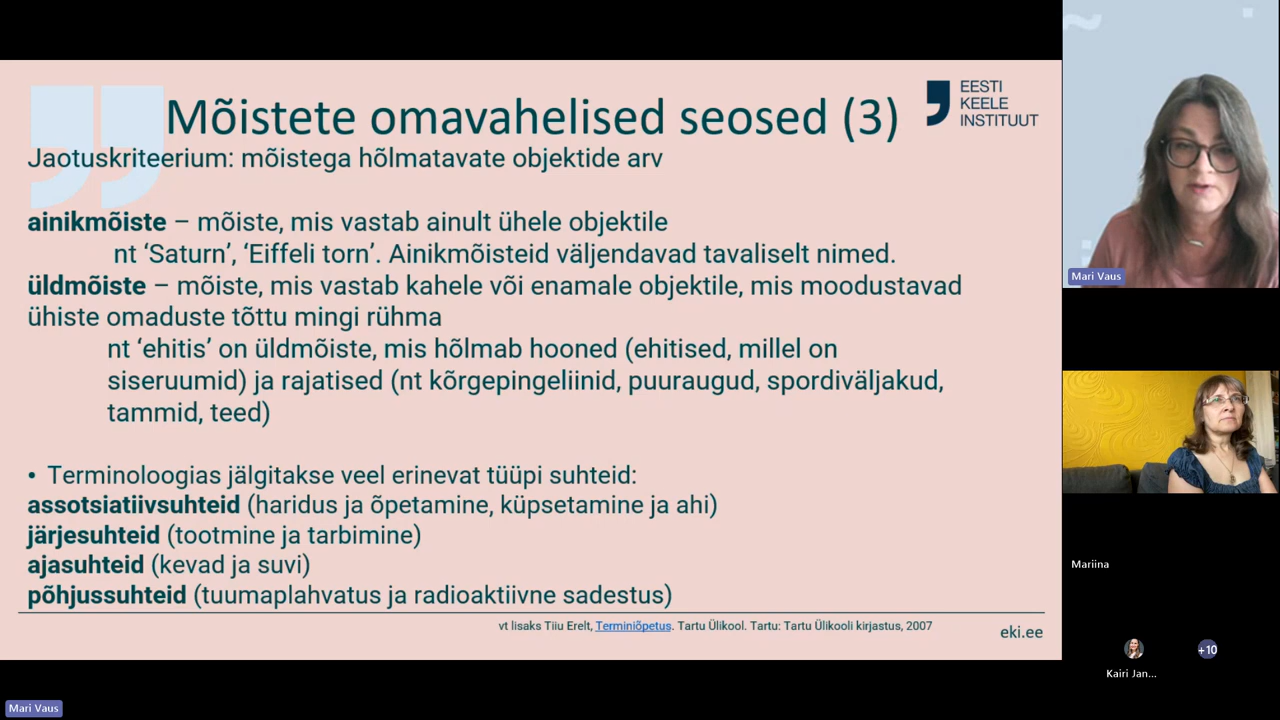 Mõistete omavahelised seosed (3)
EESTI
KEELE
INSTITUUT
Jaotuskriteerium: mõistega hõlmatavate objektide arv
ainikmõiste – mõiste, mis vastab ainult ühele objektile
nt ‘Saturn’, ‘Eiffeli torn’. Ainikmõisteid väljendavad tavaliselt nimed.
üldmõiste – mõiste, mis vastab kahele või enamale objektile, mis moodustavad
ühiste omaduste tõttu mingi rühma
nt ‘ehitis’ on üldmõiste, mis hõlmab hooned (ehitised, millel on
siseruumid) ja rajatised (nt kõrgepingeliinid, puuraugud, spordiväljakud,
tammid, teed)
• Terminoloogias jälgitakse veel erinevat tüüpi suhteid:
assotsiatiivsuhteid (haridus ja õpetamine, küpsetamine ja ahi)
järjesuhteid (tootmine ja tarbimine)
ajasuhteid (kevad ja suvi)
põhjussuhteid (tuumaplahvatus ja radioaktiivne sadestus)
vt lisaks Tiiu Erelt, Terminiõpetus. Tartu Ülikool. Tartu: Tartu Ülikooli kirjastus, 2007
eki.ee
Mari Vaus
Mariina
Kairi Jan...
+10
Mari Vaus